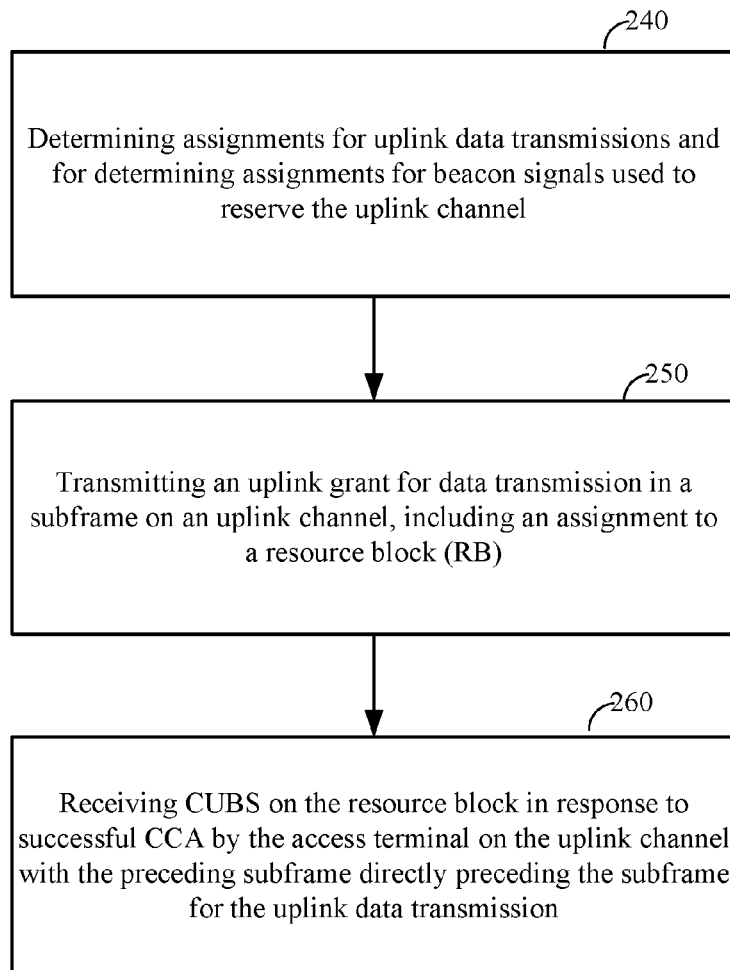 240
Determining assignments for uplink data transmissions and
for determining assignments for beacon signals used to
reserve the uplink channel
250
Transmitting an uplink grant for data transmission in a
subframe on an uplink channel, including an assignment to
a resource block (RB)
260
Receiving CUBS on the resource block in response to
successful CCA by the access terminal on the uplink channel
with the preceding subframe directly preceding the subframe
for the uplink data transmission